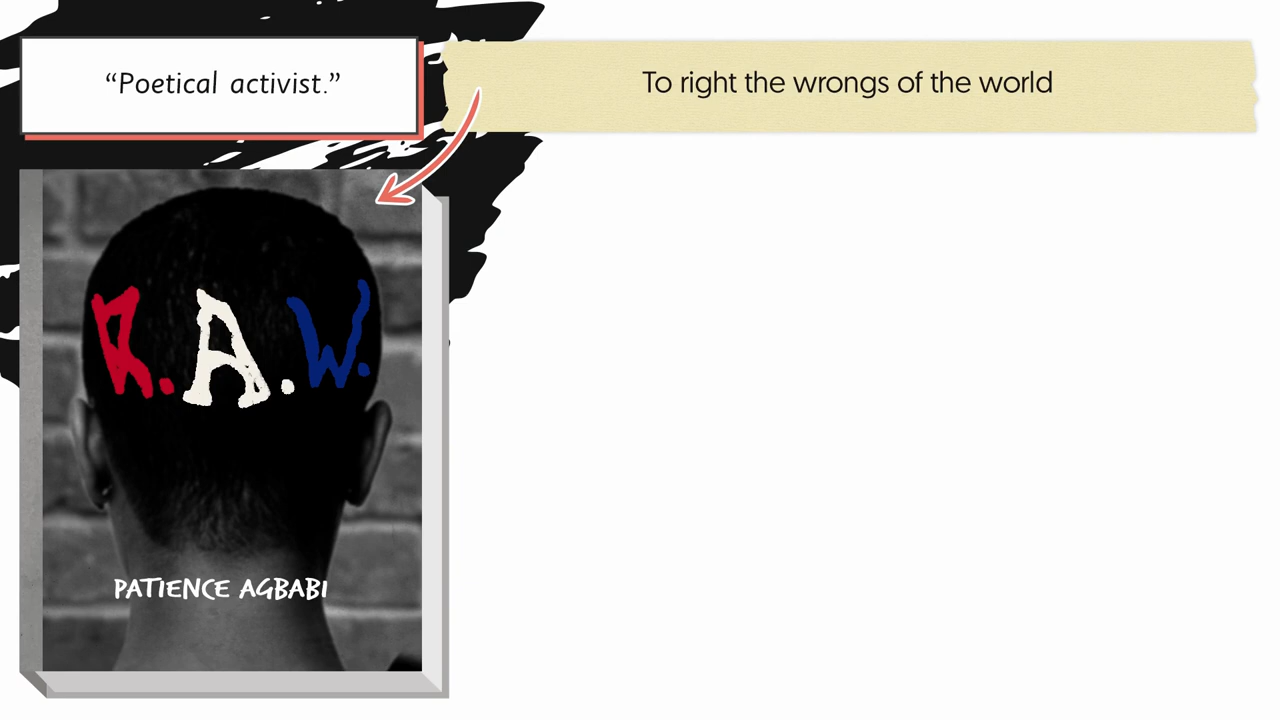 “Poetical activist.”
To right the wrongs of the world
R.A.W.
PATIENCE AGBABI